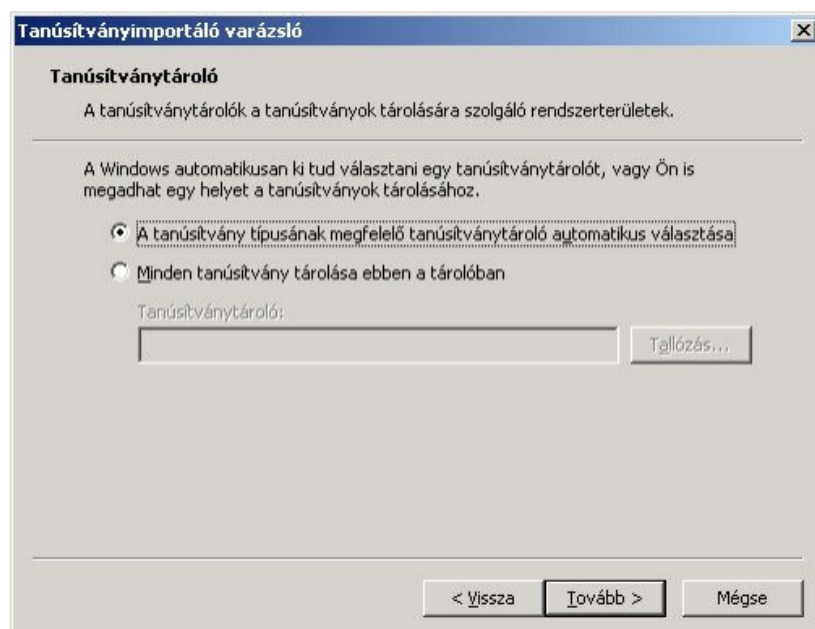 Tanúsítványimportáló varázsló
Tanúsítványtároló
A tanúsítványtárolók a tanúsítványok tárolására szolgáló rendszerterületek.
A Windows automatikusan ki tud választani egy tanúsítványtárolót, vagy Ön is
megadhat egy helyet a tanúsítványok tárolásához.
A tanúsítvány típusának megfelelő tanúsítványtároló automatikus választása
Minden tanúsítvány tárolása ebben a tárolóban
Tanúsítványtároló:
Tallózás...
< Vissza
Tovább >
Mégse